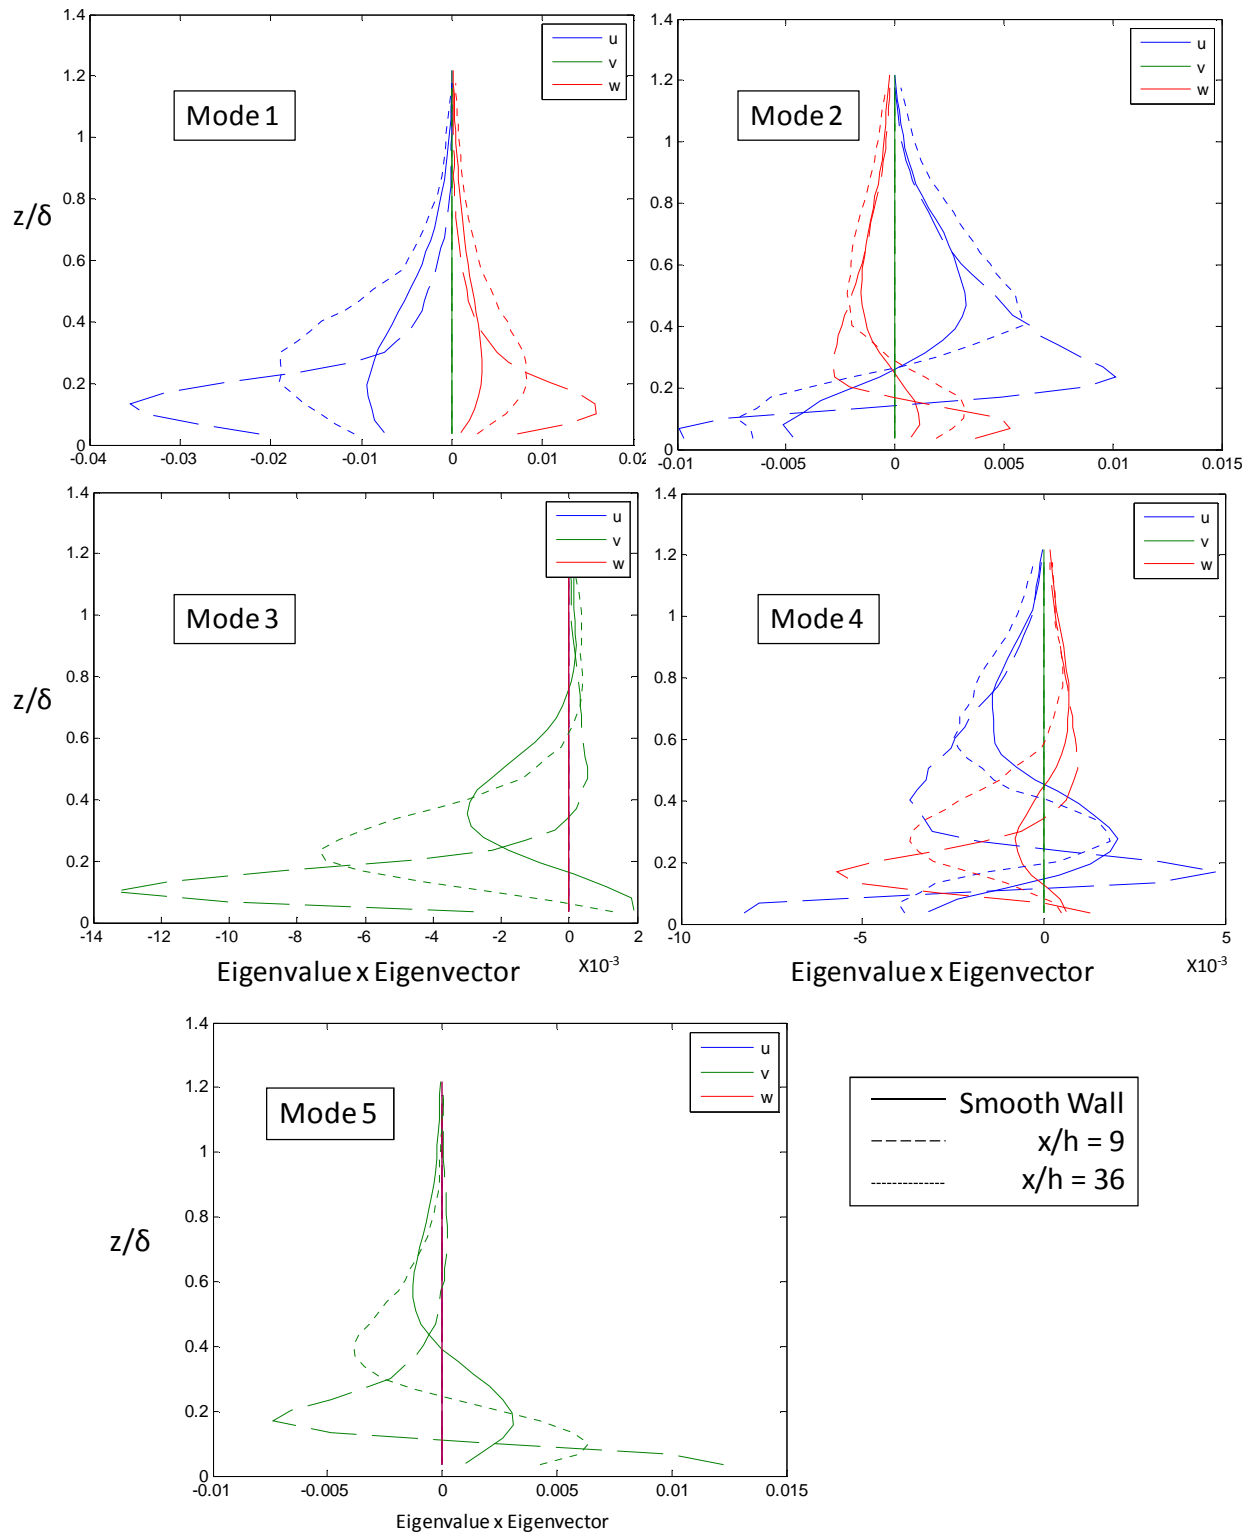 1.4
1.2
1
0.8
0.6
0.4
0.2
0
z/δ
Mode 1
u
v
w
-0.04
-0.03
-0.02
-0.01
0
0.01
0.02
1.4
1.2
1
0.8
0.6
0.4
0.2
0
Mode 2
u
v
w
-0.01
-0.005
0
0.005
0.01
0.015
1.4
1.2
1
0.8
0.6
0.4
0.2
0
z/δ
Mode 3
u
v
w
-14
-12
-10
-8
-6
-4
-2
0
2
Eigenvalue x Eigenvector
X10-3
1.4
1.2
1
0.8
0.6
0.4
0.2
0
Mode 4
u
v
w
-10
-5
0
5
Eigenvalue x Eigenvector
X10-3
1.4
1.2
1
0.8
0.6
0.4
0.2
0
z/δ
Mode 5
u
v
w
-0.01
-0.005
0
0.005
0.01
0.015
Eigenvalue x Eigenvector
Smooth Wall
x/h = 9
x/h = 36